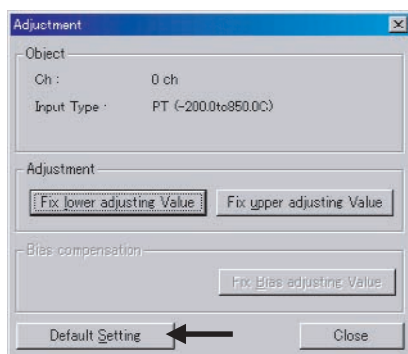 Adjustment
Object
Ch : 0 ch
Input Type : PT (-200.0to850.0C)
Adjustment
Fix lower adjusting Value Fix upper adjusting Value
Bias compensation
Fix Bias adjusting Value
Default Setting Close